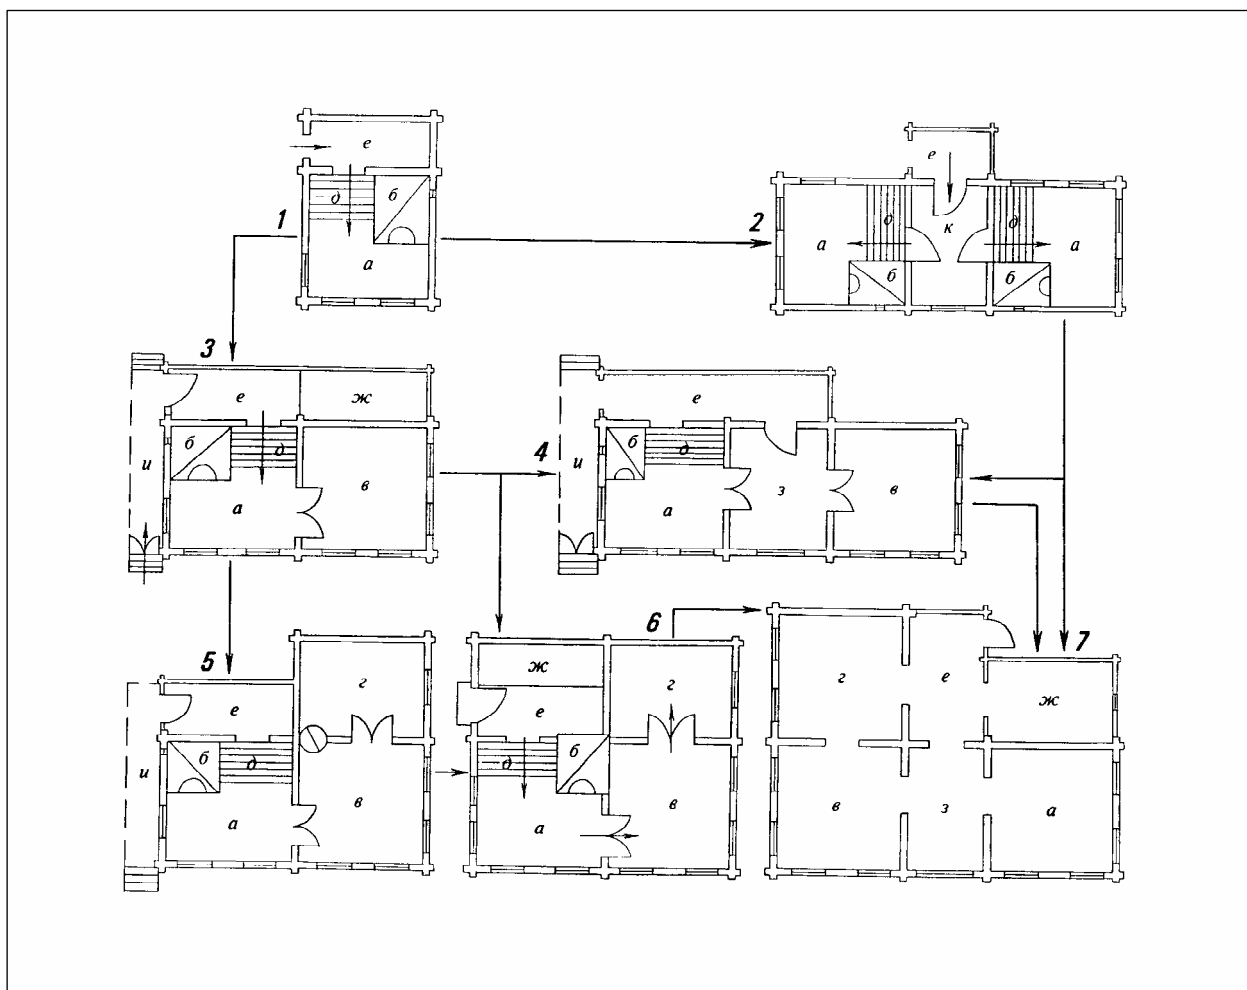 е
д б
1
а
е
2
д к д
а а
б б
3
е ж
б д
и
а в
4
е
б д
и
а з в
5
г
е
б д
и
а в
6
ж г
е
д б
а в
7
г е ж
в з а